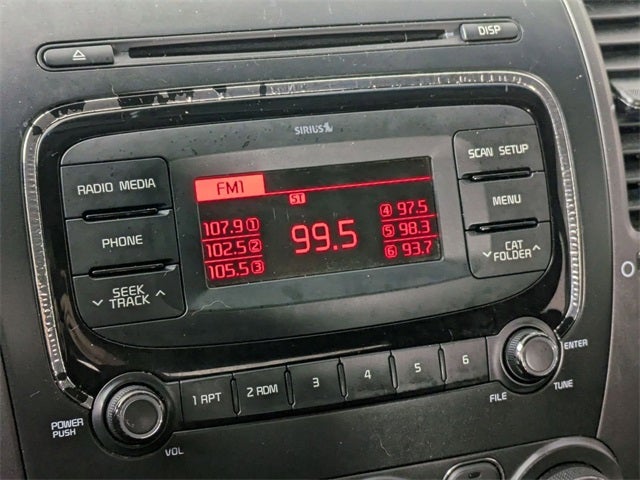 DISP
SIRIUS
RADIO MEDIA
PHONE
SEEK
TRACK
FM1
ST
107.9 1
102.5 2
105.5 3
99.5
4 97.5
5 98.3
6 93.7
SCAN SETUP
MENU
CAT
FOLDER
1 RPT
2 RDM
3
4
5
6
POWER
PUSH
VOL
FILE
ENTER
TUNE